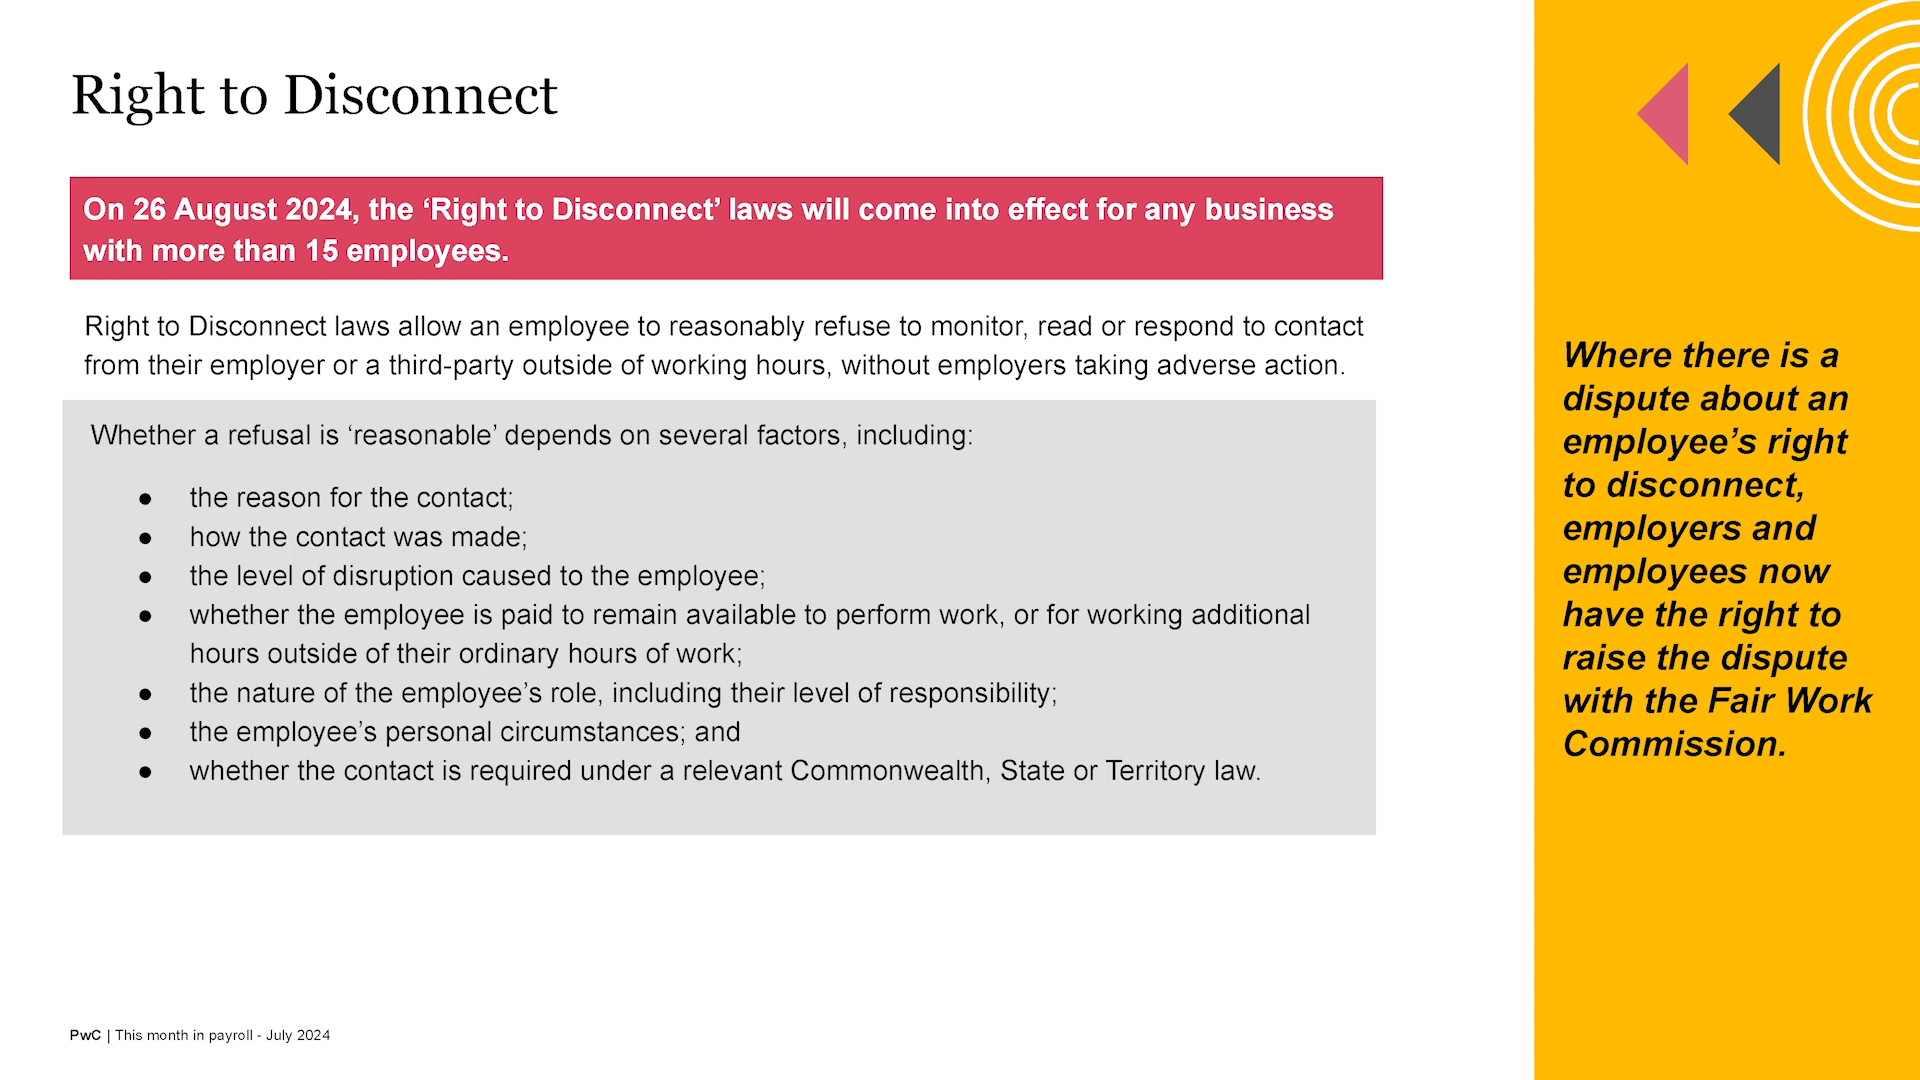 Right to Disconnect
On 26 August 2024, the ‘Right to Disconnect’ laws will come into effect for any business
with more than 15 employees.
Right to Disconnect laws allow an employee to reasonably refuse to monitor, read or respond to contact
from their employer or a third-party outside of working hours, without employers taking adverse action.
Whether a refusal is ‘reasonable’ depends on several factors, including:
● the reason for the contact;
● how the contact was made;
● the level of disruption caused to the employee;
● whether the employee is paid to remain available to perform work, or for working additional
hours outside of their ordinary hours of work;
● the nature of the employee’s role, including their level of responsibility;
● the employee’s personal circumstances; and
● whether the contact is required under a relevant Commonwealth, State or Territory law.
Where there is a
dispute about an
employee’s right
to disconnect,
employers and
employees now
have the right to
raise the dispute
with the Fair Work
Commission.
PwC | This month in payroll - July 2024